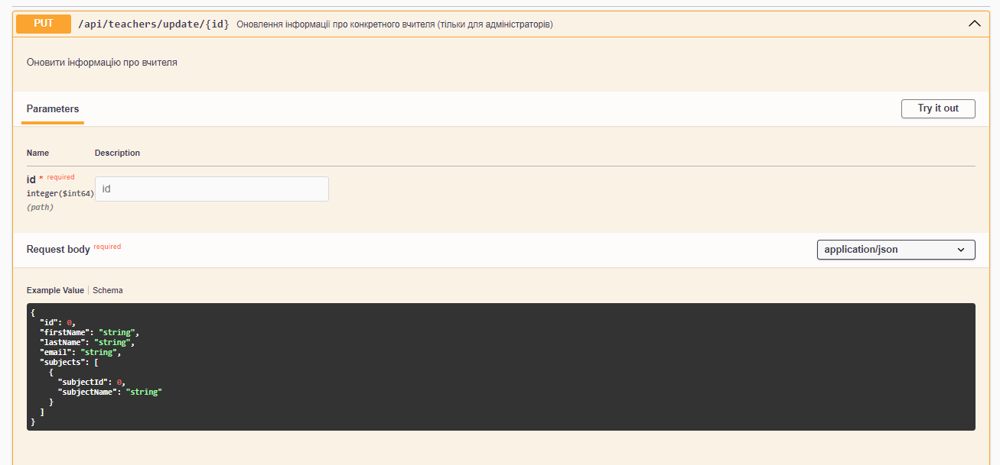 PUT /api/teachers/update/{id} Оновлення інформації про конкретного вчителя (тільки для адміністраторів)
Оновити інформацію про вчителя
Parameters Try it out
Name Description
id * required
integer($int64) id
(path)
Request body required application/json
Example Value Schema
{
  "id": 0,
  "firstName": "string",
  "lastName": "string",
  "email": "string",
  "subjects": [
    {
      "subjectId": 0,
      "subjectName": "string"
    }
  ]
}